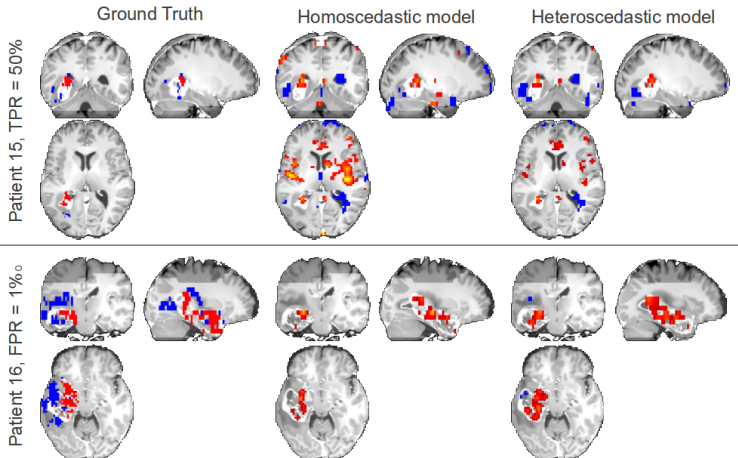 Ground Truth
Homoscedastic model
Heteroscedastic model
Patient 15, TPR = 50%
Patient 16, FPR = 1‰